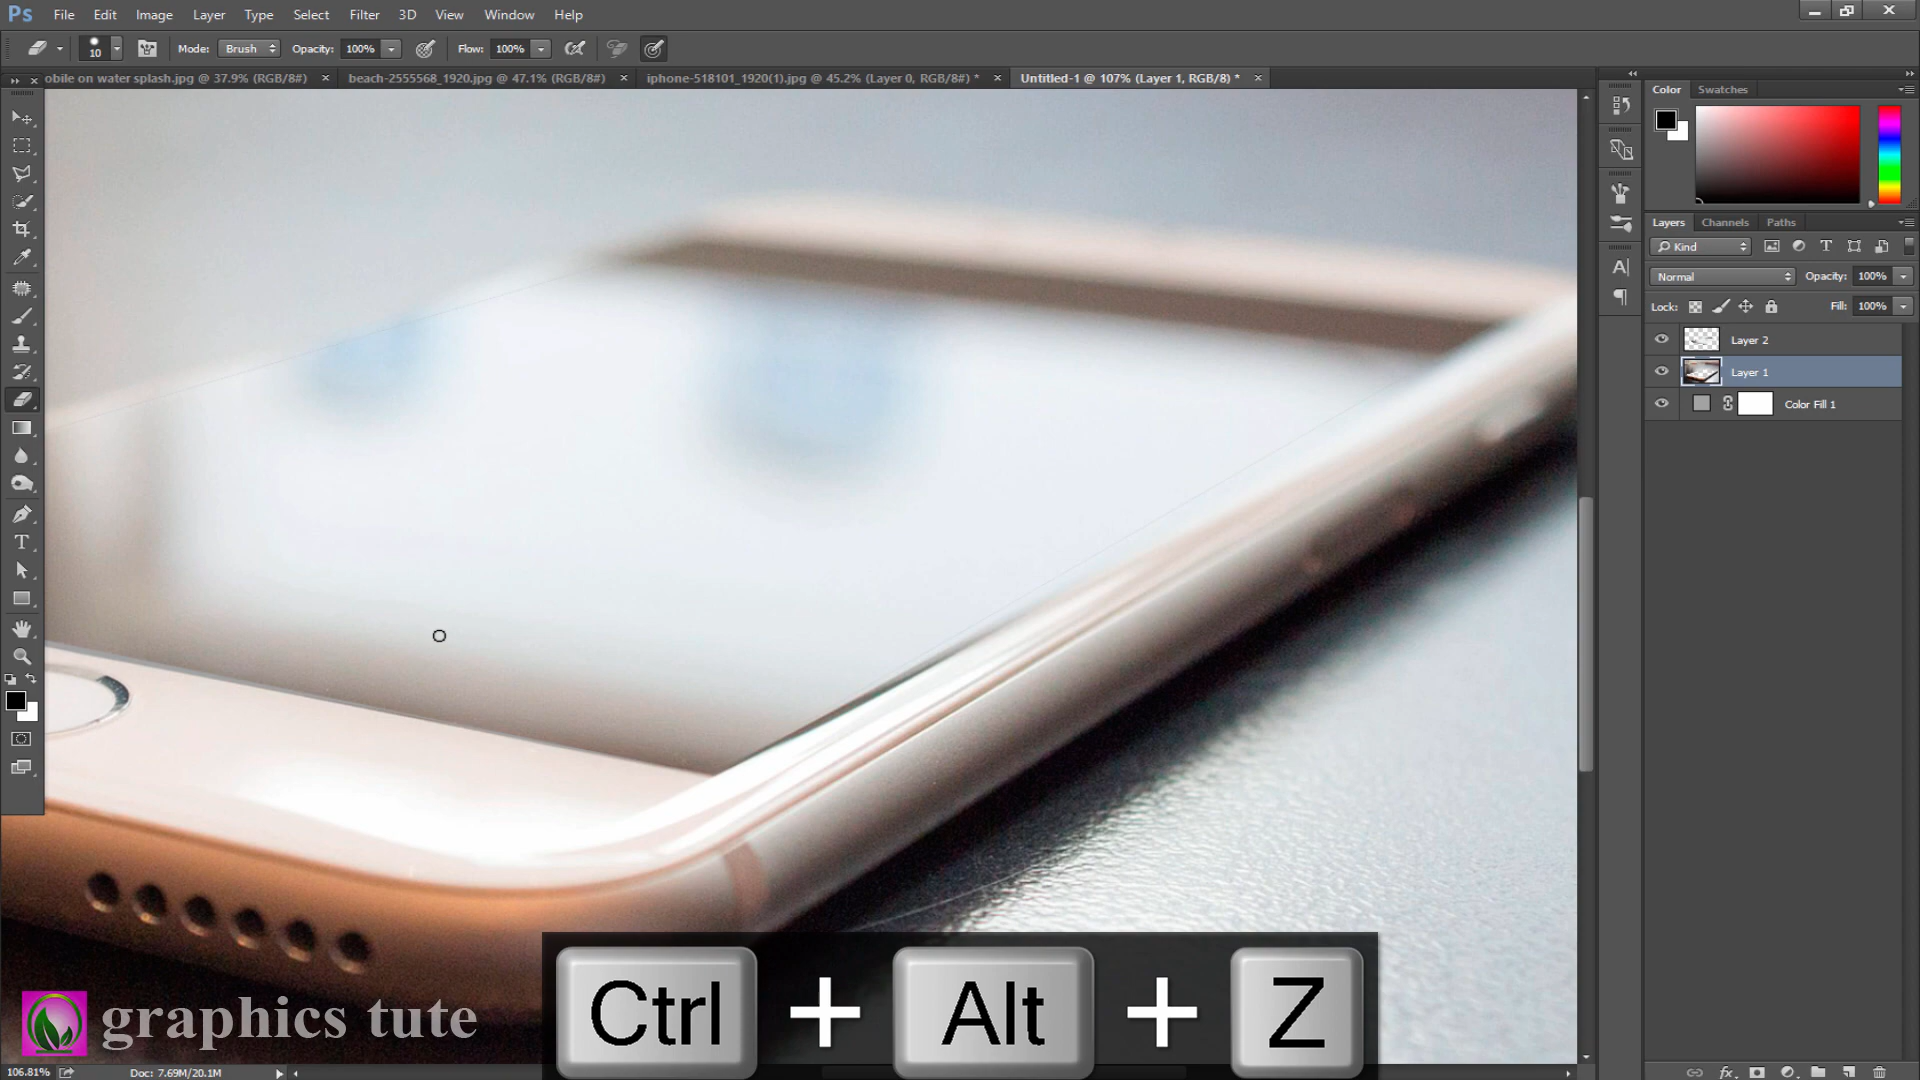 Ps File Edit Image Layer Type Select Filter 3D View Window Help
10 Mode: Brush Opacity: 100% Flow: 100%
obile on water splash.jpg @ 37.9% (RGB/8#) × beach-2555568_1920.jpg @ 47.1% (RGB/8#) × iphone-518101_1920(1).jpg @ 45.2% (Layer 0, RGB/8#) * × Untitled-1 @ 107% (Layer 1, RGB/8) * ×
Color Swatches
Layers Channels Paths
Kind
Normal Opacity: 100%
Lock: Fill: 100%
Layer 2
Layer 1
Color Fill 1
graphics tute
Ctrl + Alt + Z
106.81% Doc: 7.69M/20.1M